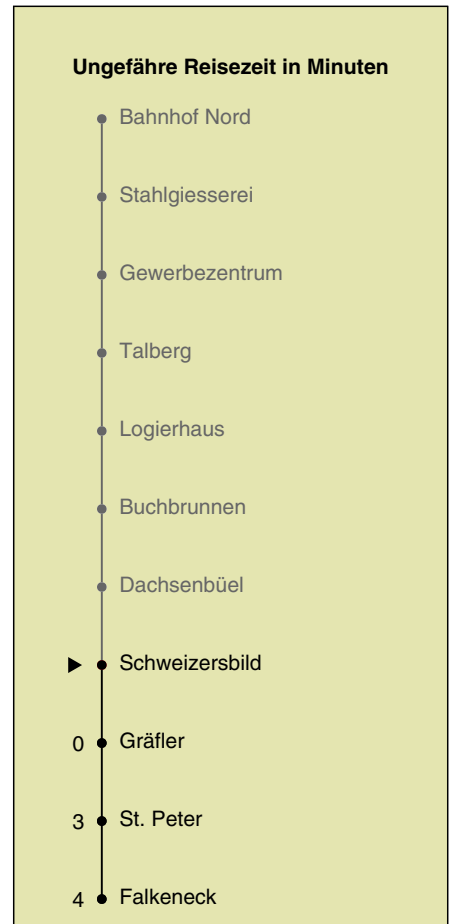 Ungefähre Reisezeit in Minuten
Bahnhof Nord
Stahlgiesserei
Gewerbezentrum
Talberg
Logierhaus
Buchbrunnen
Dachsenbüel
Schweizersbild
0 Gräfler
3 St. Peter
4 Falkeneck